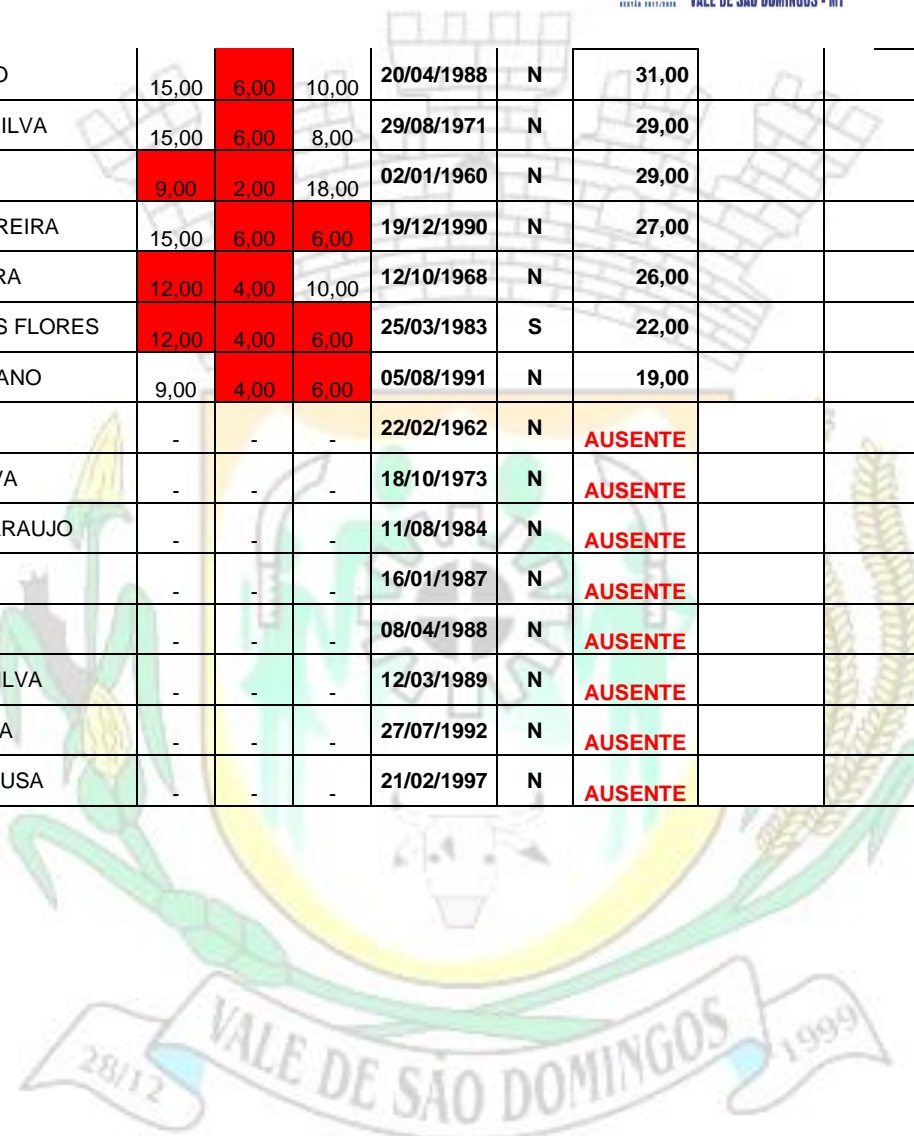 VALE DE SÃO DOMINGOS - MT
O 15,00 6,00 10,00 20/04/1988 N 31,00
ILVA 15,00 6,00 8,00 29/08/1971 N 29,00
9,00 2,00 18,00 02/01/1960 N 29,00
REIRA 15,00 6,00 6,00 19/12/1990 N 27,00
RA 12,00 4,00 10,00 12/10/1968 N 26,00
S FLORES 12,00 4,00 6,00 25/03/1983 S 22,00
ANO 9,00 4,00 6,00 05/08/1991 N 19,00
- - - 22/02/1962 N AUSENTE
VA - - - 18/10/1973 N AUSENTE
ARAUJO - - - 11/08/1984 N AUSENTE
- - - 16/01/1987 N AUSENTE
- - - 08/04/1988 N AUSENTE
ILVA - - - 12/03/1989 N AUSENTE
A - - - 27/07/1992 N AUSENTE
USA - - - 21/02/1997 N AUSENTE
28/12 VALE DE SÃO DOMINGOS 1999